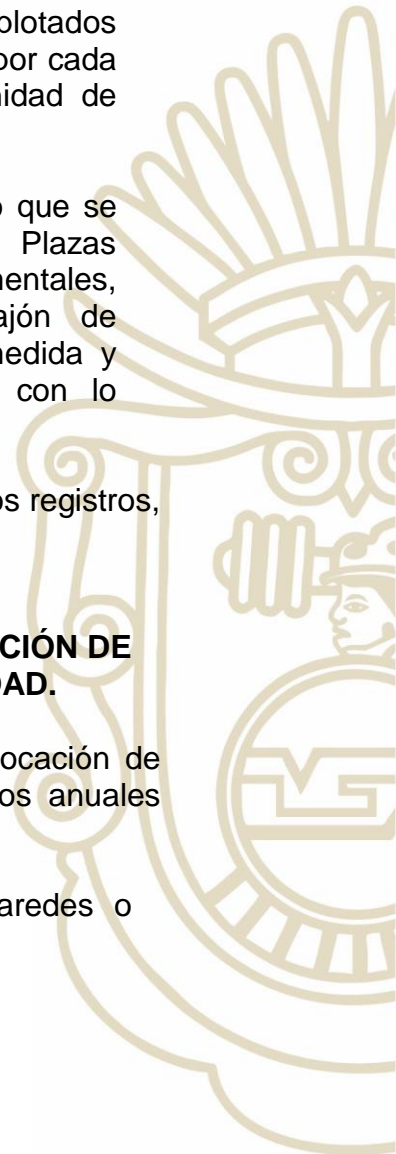 plotados
por cada
nidad de
o que se
Plazas
mentales,
ajón de
medida y
con lo
os registros,
CIÓN DE
DAD.
ocación de
os anuales
aredes o